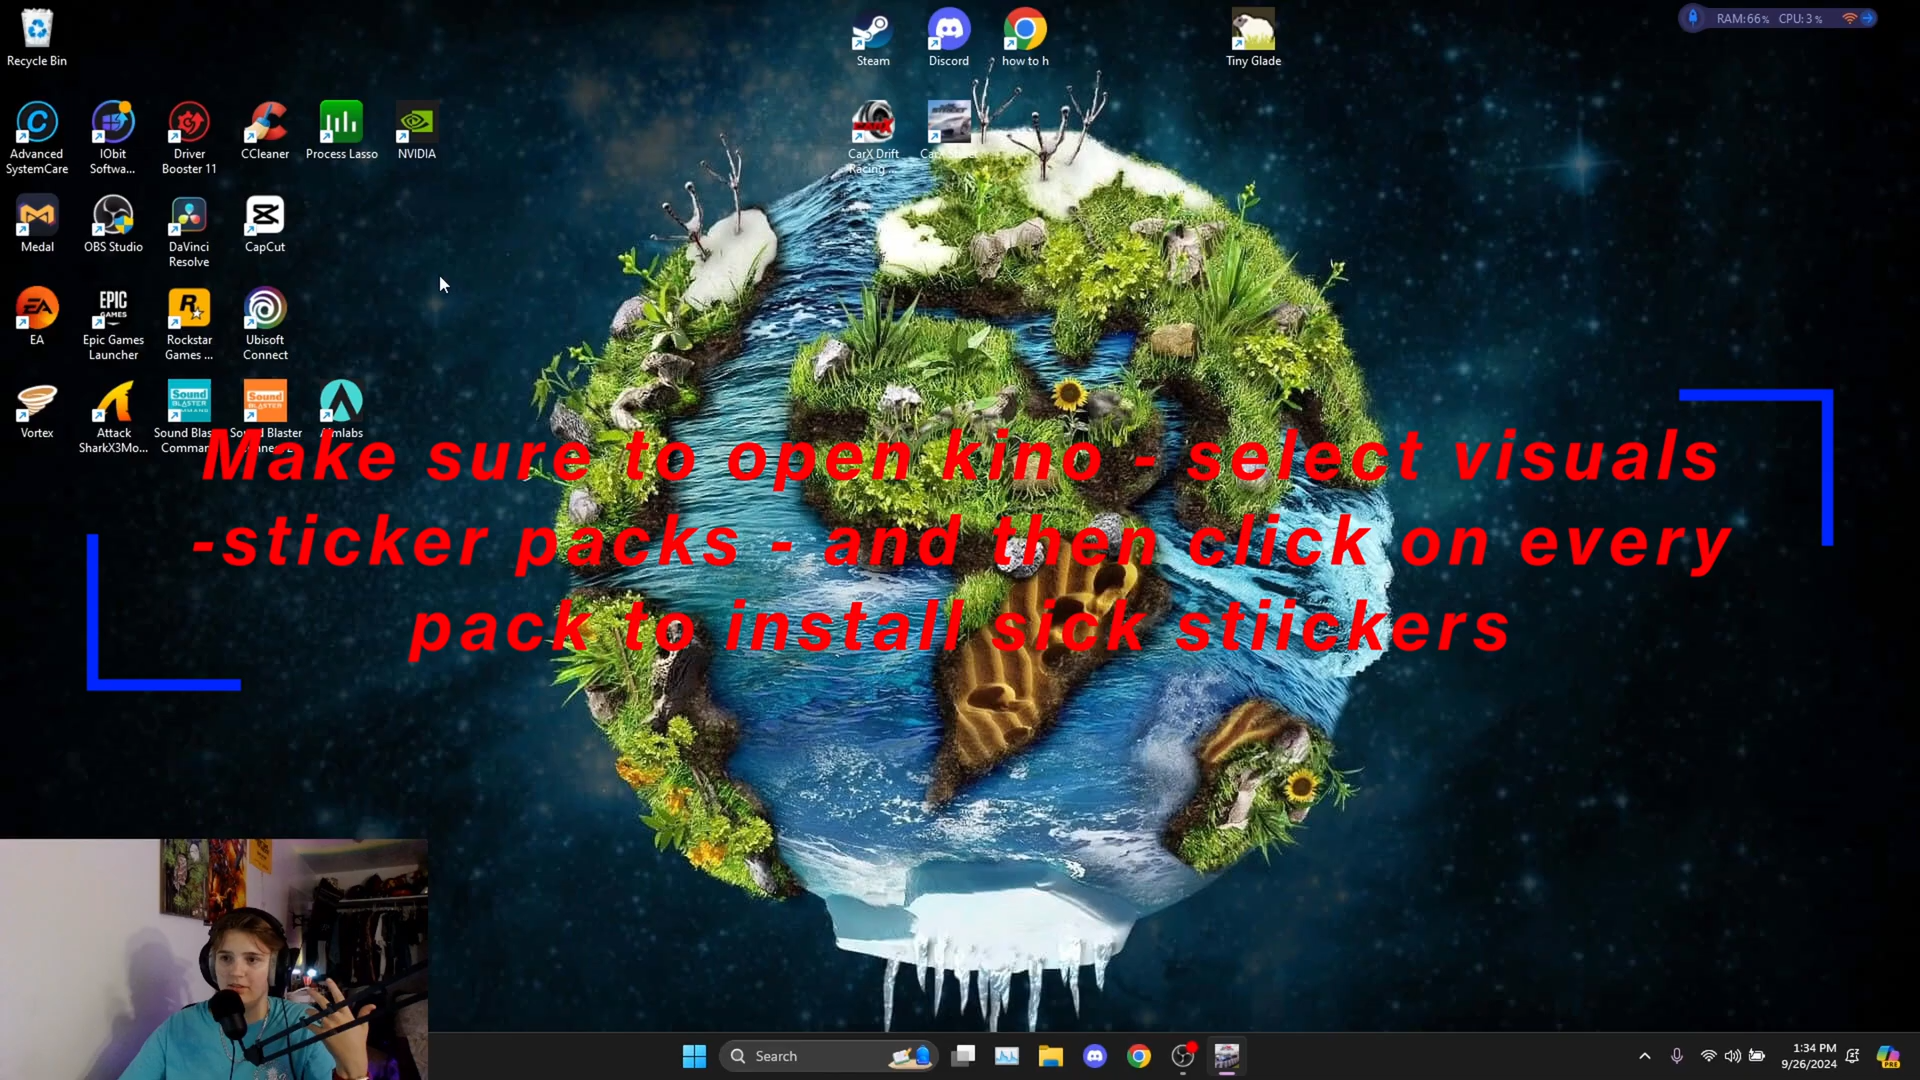 Recycle Bin
Steam
Discord
how to h
Tiny Glade
RAM:66% CPU:3%
Advanced SystemCare
IObit Softwa...
Driver Booster 11
CCleaner
Process Lasso
NVIDIA
CarX Drift Racing ...
Medal
OBS Studio
DaVinci Resolve
CapCut
EA
Epic Games Launcher
Rockstar Games ...
Ubisoft Connect
Vortex
Attack SharkX3Mo...
Sound Blaster
Make sure to open kino - select visuals
-sticker packs - and then click on every
pack to install sick stiickers
Search
1:34 PM
9/26/2024